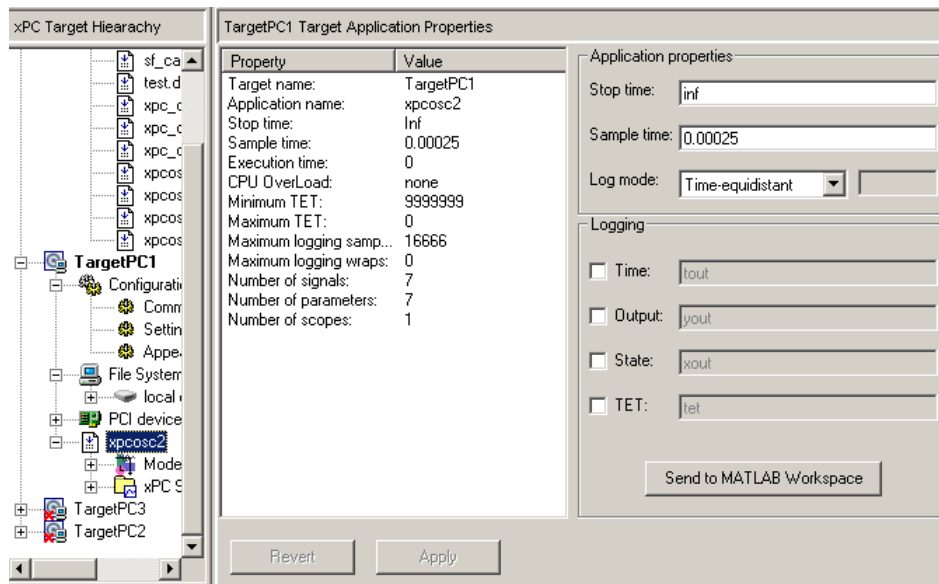 xPC Target Hiearachy
sf_ca
test.d
xpc_
xpc_
xpc_
xpcos
xpcos
xpcos
xpcos
TargetPC1
Configurati
Comm
Settin
Appe
File System
local
PCI device
xpcosc2
Mode
xPC S
TargetPC3
TargetPC2
TargetPC1 Target Application Properties
Property Value
Target name: TargetPC1
Application name: xpcosc2
Stop time: Inf
Sample time: 0.00025
Execution time: 0
CPU OverLoad: none
Minimum TET: 9999999
Maximum TET: 0
Maximum logging samp... 16666
Maximum logging wraps: 0
Number of signals: 7
Number of parameters: 7
Number of scopes: 1
Revert Apply
Application properties
Stop time: inf
Sample time: 0.00025
Log mode: Time-equidistant
Logging
Time: tout
Output: yout
State: xout
TET: tet
Send to MATLAB Workspace